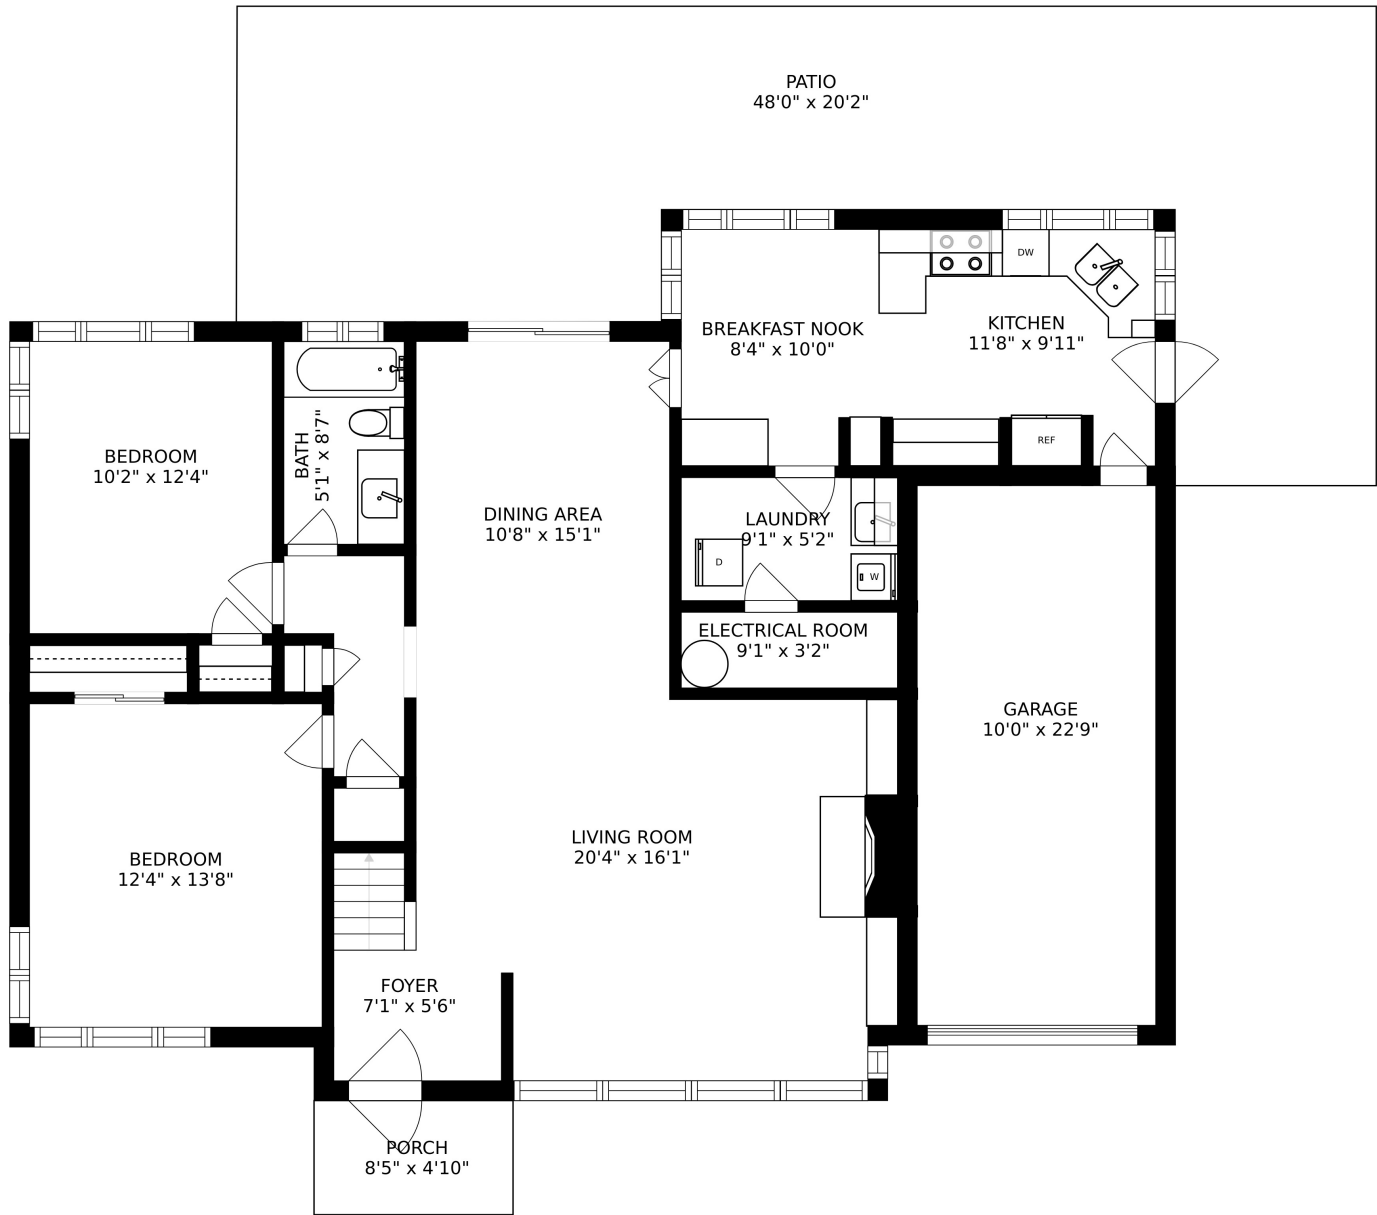 PATIO
48'0" x 20'2"
BREAKFAST NOOK
8'4" x 10'0"
KITCHEN
11'8" x 9'11"
DW
REF
BEDROOM
10'2" x 12'4"
BATH
5'1" x 8'7"
DINING AREA
10'8" x 15'1"
LAUNDRY
9'1" x 5'2"
D
W
ELECTRICAL ROOM
9'1" x 3'2"
GARAGE
10'0" x 22'9"
BEDROOM
12'4" x 13'8"
LIVING ROOM
20'4" x 16'1"
FOYER
7'1" x 5'6"
PORCH
8'5" x 4'10"